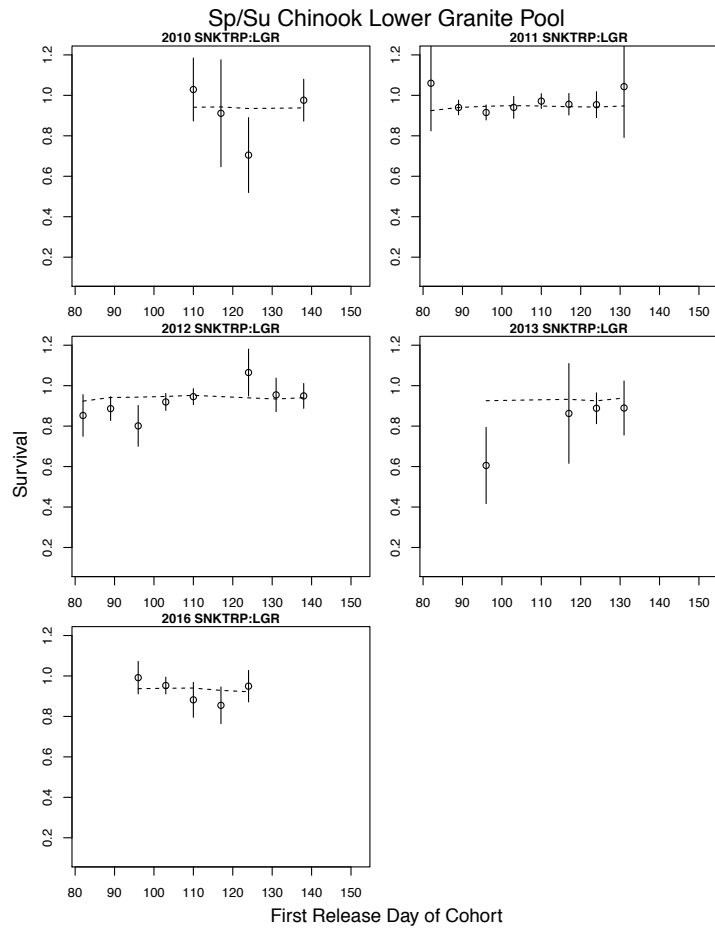 Sp/Su Chinook Lower Granite Pool
2010 SNKTRP:LGR
0.2 0.4 0.6 0.8 1.0 1.2
80 90 100 110 120 130 140 150
2011 SNKTRP:LGR
0.2 0.4 0.6 0.8 1.0 1.2
80 90 100 110 120 130 140 150
2012 SNKTRP:LGR
0.2 0.4 0.6 0.8 1.0 1.2
80 90 100 110 120 130 140 150
2013 SNKTRP:LGR
0.2 0.4 0.6 0.8 1.0 1.2
80 90 100 110 120 130 140 150
2016 SNKTRP:LGR
0.2 0.4 0.6 0.8 1.0 1.2
80 90 100 110 120 130 140 150
Survival
First Release Day of Cohort